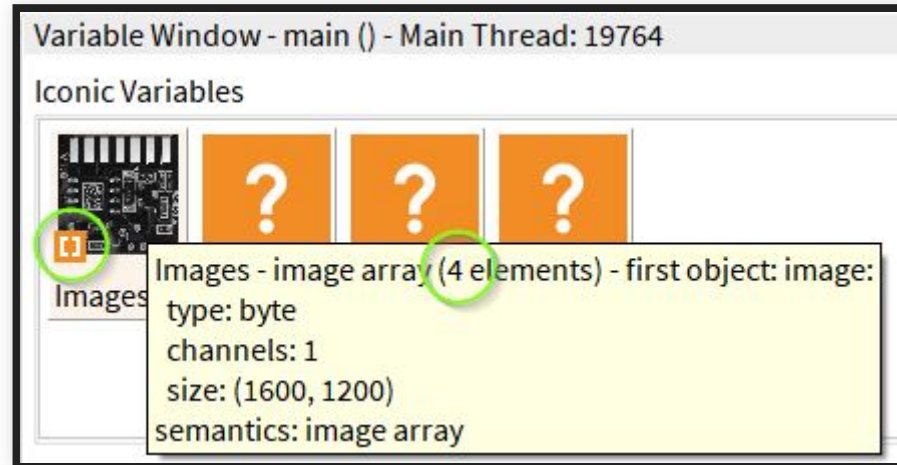 Variable Window - main () - Main Thread: 19764
Iconic Variables
? ? ?
[]
Images
Images - image array (4 elements) - first object: image:
type: byte
channels: 1
size: (1600, 1200)
semantics: image array